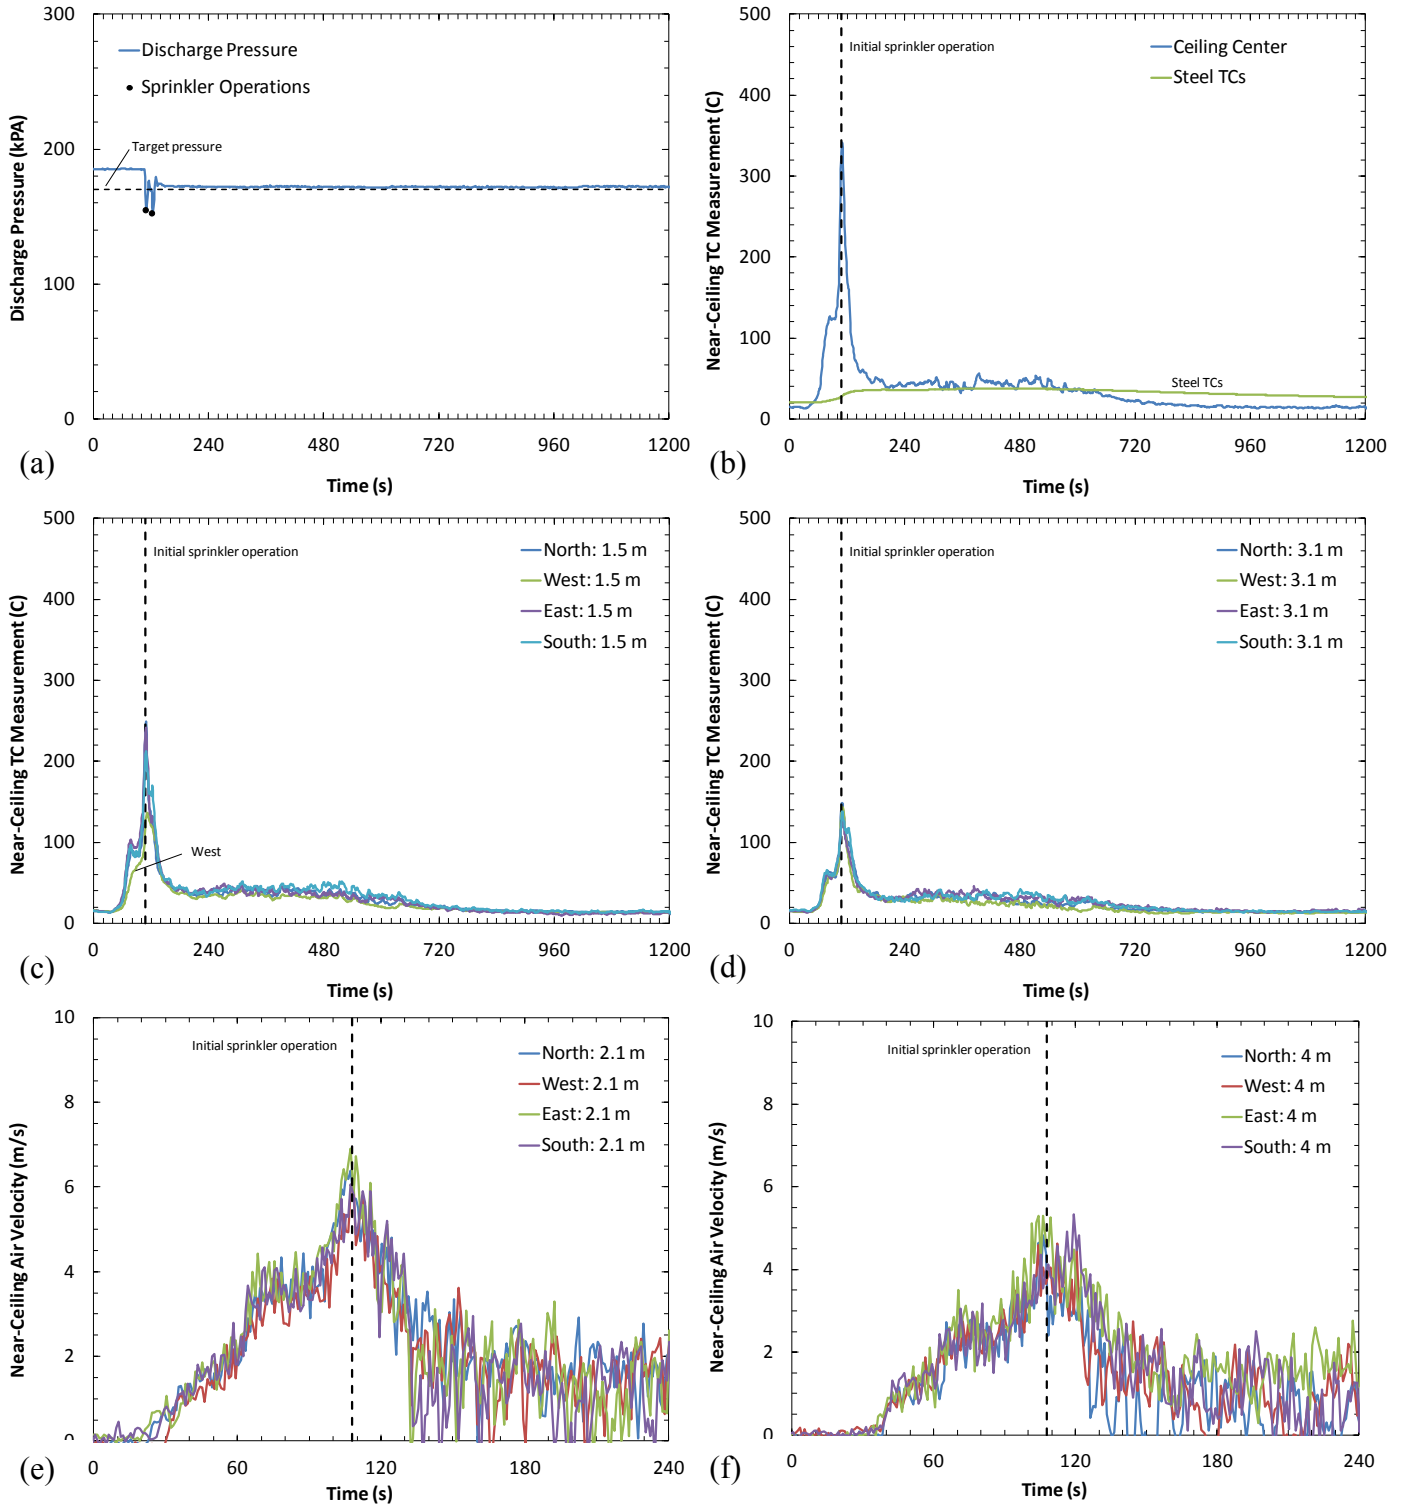 300
200
100
0
Discharge Pressure (kPA)
Discharge Pressure
Sprinkler Operations
Target pressure
0 240 480 720 960 1200
Time (s)
(a)
500
400
300
200
100
0
Near-Ceiling TC Measurement (C)
Initial sprinkler operation
Ceiling Center
Steel TCs
Steel TCs
0 240 480 720 960 1200
Time (s)
(b)
500
400
300
200
100
0
Near-Ceiling TC Measurement (C)
Initial sprinkler operation
North: 1.5 m
West: 1.5 m
East: 1.5 m
South: 1.5 m
West
0 240 480 720 960 1200
Time (s)
(c)
500
400
300
200
100
0
Near-Ceiling TC Measurement (C)
Initial sprinkler operation
North: 3.1 m
West: 3.1 m
East: 3.1 m
South: 3.1 m
0 240 480 720 960 1200
Time (s)
(d)
10
8
6
4
2
0
Near-Ceiling Air Velocity (m/s)
Initial sprinkler operation
North: 2.1 m
West: 2.1 m
East: 2.1 m
South: 2.1 m
0 60 120 180 240
Time (s)
(e)
10
8
6
4
2
0
Near-Ceiling Air Velocity (m/s)
Initial sprinkler operation
North: 4 m
West: 4 m
East: 4 m
South: 4 m
0 60 120 180 240
Time (s)
(f)